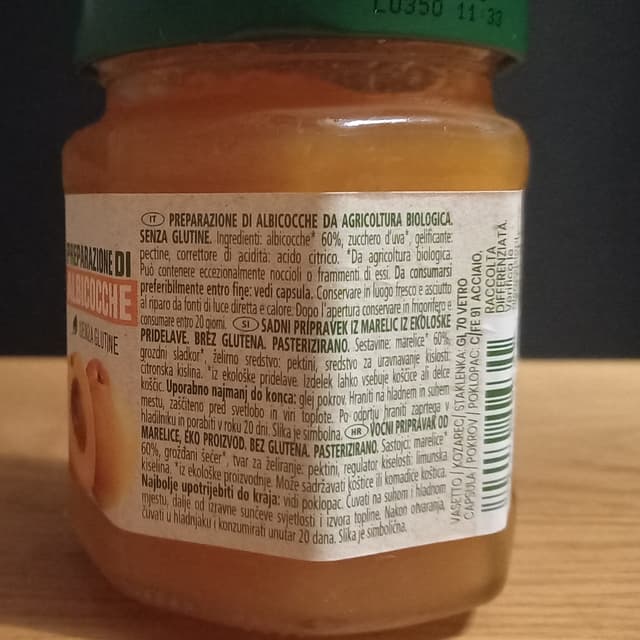 L0350 11:33
PREPARAZIONE DI
ALBICOCCHE
SENZA GLUTINE
IT PREPARAZIONE DI ALBICOCCHE DA AGRICOLTURA BIOLOGICA.
SENZA GLUTINE. Ingredienti: albicocche* 60%, zucchero d'uva*, gelificante:
pectine, correttore di acidità: acido citrico. *Da agricoltura biologica.
Può contenere eccezionalmente noccioli o frammenti di essi. Da consumarsi
preferibilmente entro fine: vedi capsula. Conservare in luogo fresco e asciutto
al riparo da fonti di luce diretta e calore. Dopo l'apertura conservare in frigorifero e
consumare entro 20 giorni. SI SADNI PRIPRAVEK IZ MARELIC IZ EKOLOŠKE
PRIDELAVE. BREZ GLUTENA. PASTERIZIRANO. Sestavine: marelice* 60%,
grozdni sladkor*, želirno sredstvo: pektini, sredstvo za uravnavanje kislosti:
citronska kislina. *iz ekološke pridelave. Izdelek lahko vsebuje koščice ali delce
koščic. Uporabno najmanj do konca: glej pokrov. Hraniti na hladnem in suhem
mestu, zaščiteno pred svetlobo in viri toplote. Po odprtju hraniti zaprtega v
hladilniku in porabiti v roku 20 dni. Slika je simbolna. HR VOĆNI PRIPRAVAK OD
MARELICE, EKO PROIZVOD. BEZ GLUTENA. PASTERIZIRANO. Sastojci: marelice*
60%, grožđani šećer*, tvar za želiranje: pektini, regulator kiselosti: limunska
kiselina. *iz ekološke proizvodnje. Može sadržavati koštice ili komadiće koštica.
Najbolje upotrijebiti do kraja: vidi poklopac. Čuvati na suhom i hladnom
mjestu, dalje od izravne sunčeve svjetlosti i izvora topline. Nakon otvaranja,
čuvati u hladnjaku i konzumirati unutar 20 dana. Slika je simbolična.
VASETTO / KOZAREC / STAKLENKA: GL 70 VETRO
CAPSULA / POKROV / POKLOPAC: C/FE 91 ACCIAIO
RACCOLTA
DIFFERENZIATA.